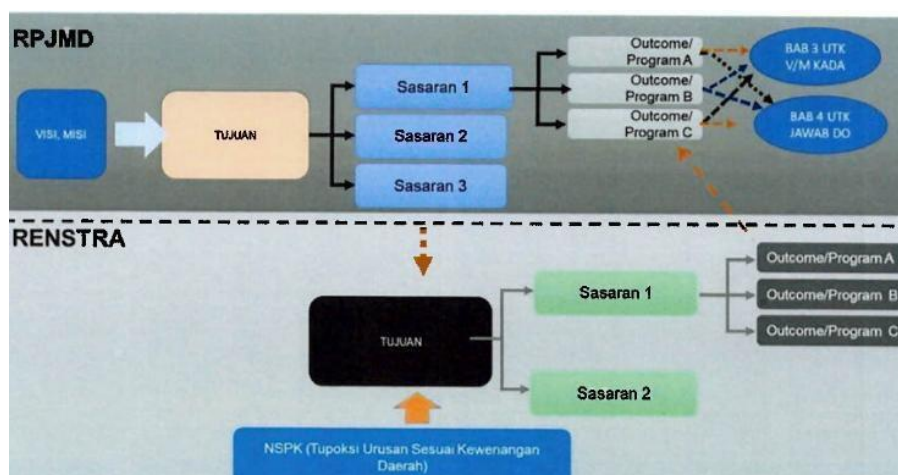 RPJMD
VISI, MISI
TUJUAN
Sasaran 1
Sasaran 2
Sasaran 3
Outcome/
Program A
Outcome/
Program B
Outcome/
Program C
BAB 3 UTK
V/M KADA
BAB 4 UTK
JAWAB DO
RENSTRA
TUJUAN
Sasaran 1
Sasaran 2
Outcome/Program A
Outcome/Program B
Outcome/Program C
NSPK (Tupoksi Urusan Sesuai Kewenangan
Daerah)